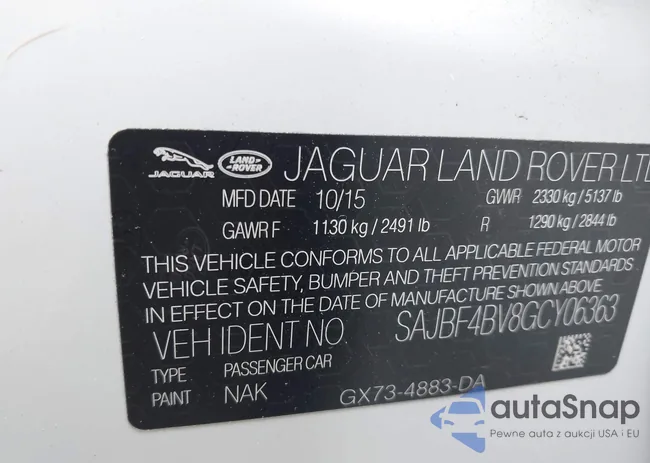 JAGUAR LAND ROVER JAGUAR LAND ROVER LTD
MFD DATE 10/15 GVWR 2330 kg / 5137 lb
GAWR F 1130 kg / 2491 lb R 1290 kg / 2844 lb
THIS VEHICLE CONFORMS TO ALL APPLICABLE FEDERAL MOTOR
VEHICLE SAFETY, BUMPER AND THEFT PREVENTION STANDARDS
IN EFFECT ON THE DATE OF MANUFACTURE SHOWN ABOVE
VEH IDENT NO. SAJBF4BV8GCY06363
TYPE PASSENGER CAR
PAINT NAK GX73-4883-DA
autaSnap
Pewne auta z aukcji USA i EU